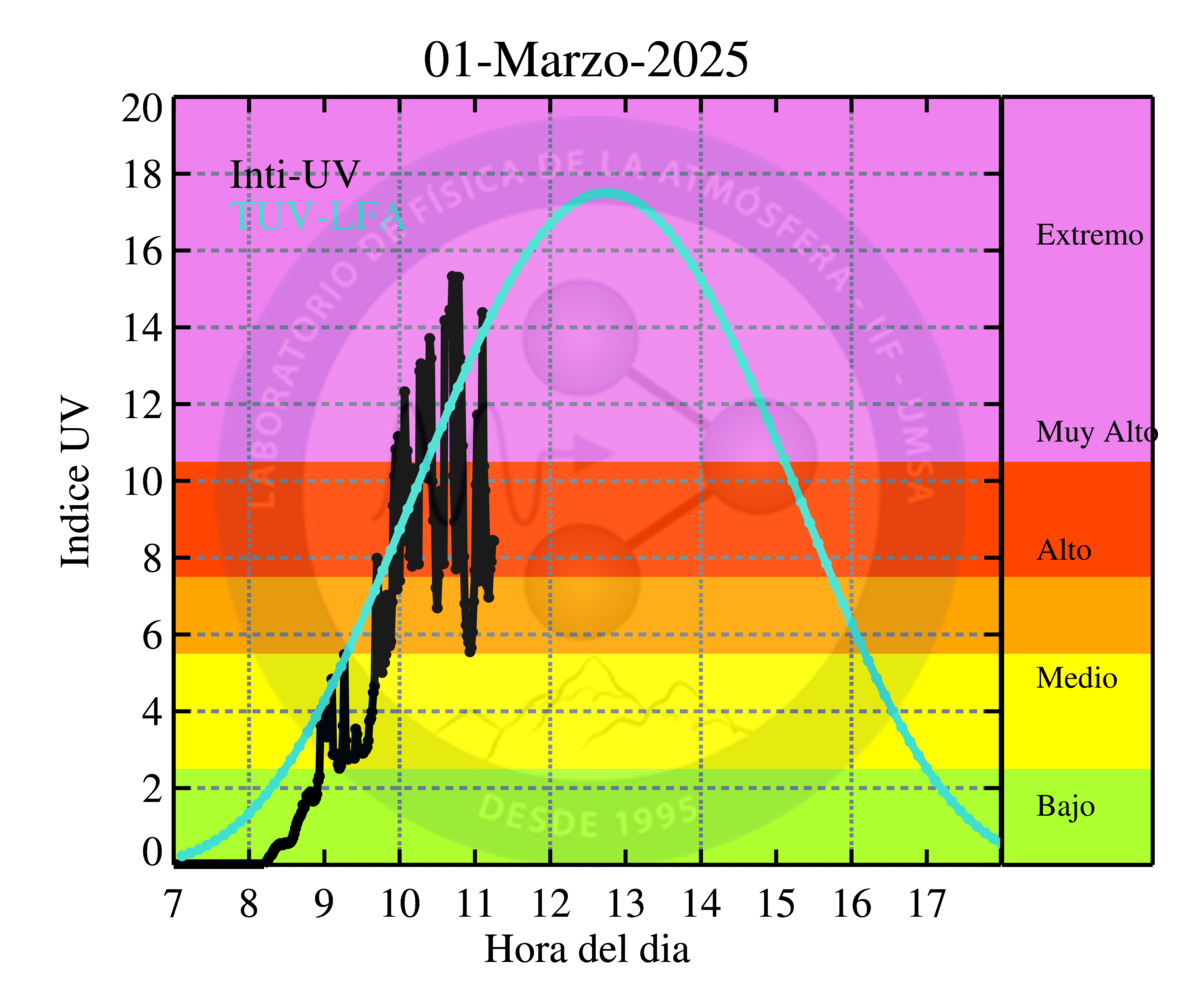 01-Marzo-2025
Inti-UV
TUV-LFA
LABORATORIO DE FÍSICA DE LA ATMÓSFERA - IIF - UMSA
DESDE 1995
Indice UV
20
18
16
14
12
10
8
6
4
2
0
Extremo
Muy Alto
Alto
Medio
Bajo
7 8 9 10 11 12 13 14 15 16 17
Hora del dia